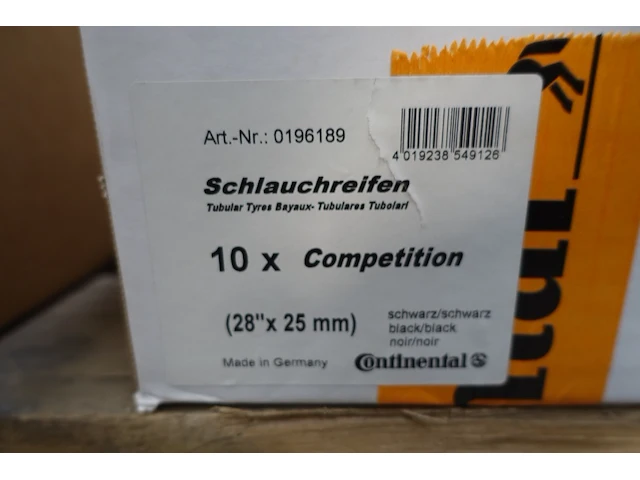 Art.-Nr.: 0196189
4 019238 549126
Schlauchreifen
Tubular Tyres Bayaux- Tubulares Tubolari
10 x Competition
(28"x 25 mm)
schwarz/schwarz
black/black
noir/noir
Made in Germany
Continental